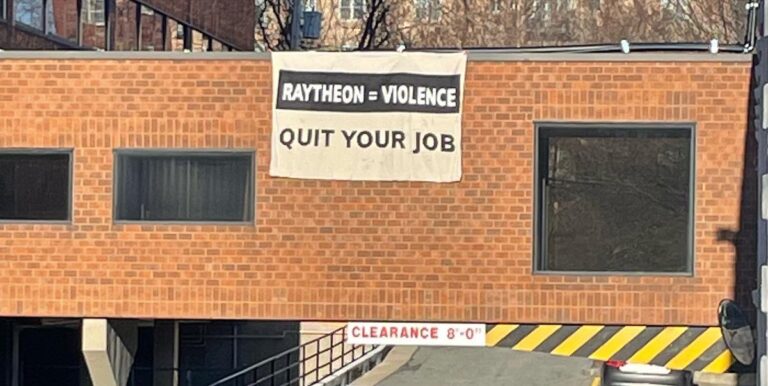 RAYTHEON = VIOLENCE
QUIT YOUR JOB
CLEARANCE 8'-0"